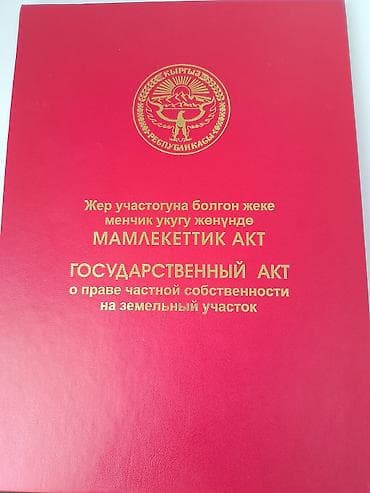 КЫРГЫЗ
РЕСПУБЛИКАСЫ
Жер участогуна болгон жеке
менчик укугу жөнүндө
МАМЛЕКЕТТИК АКТ
ГОСУДАРСТВЕННЫЙ АКТ
о праве частной собственности
на земельный участок